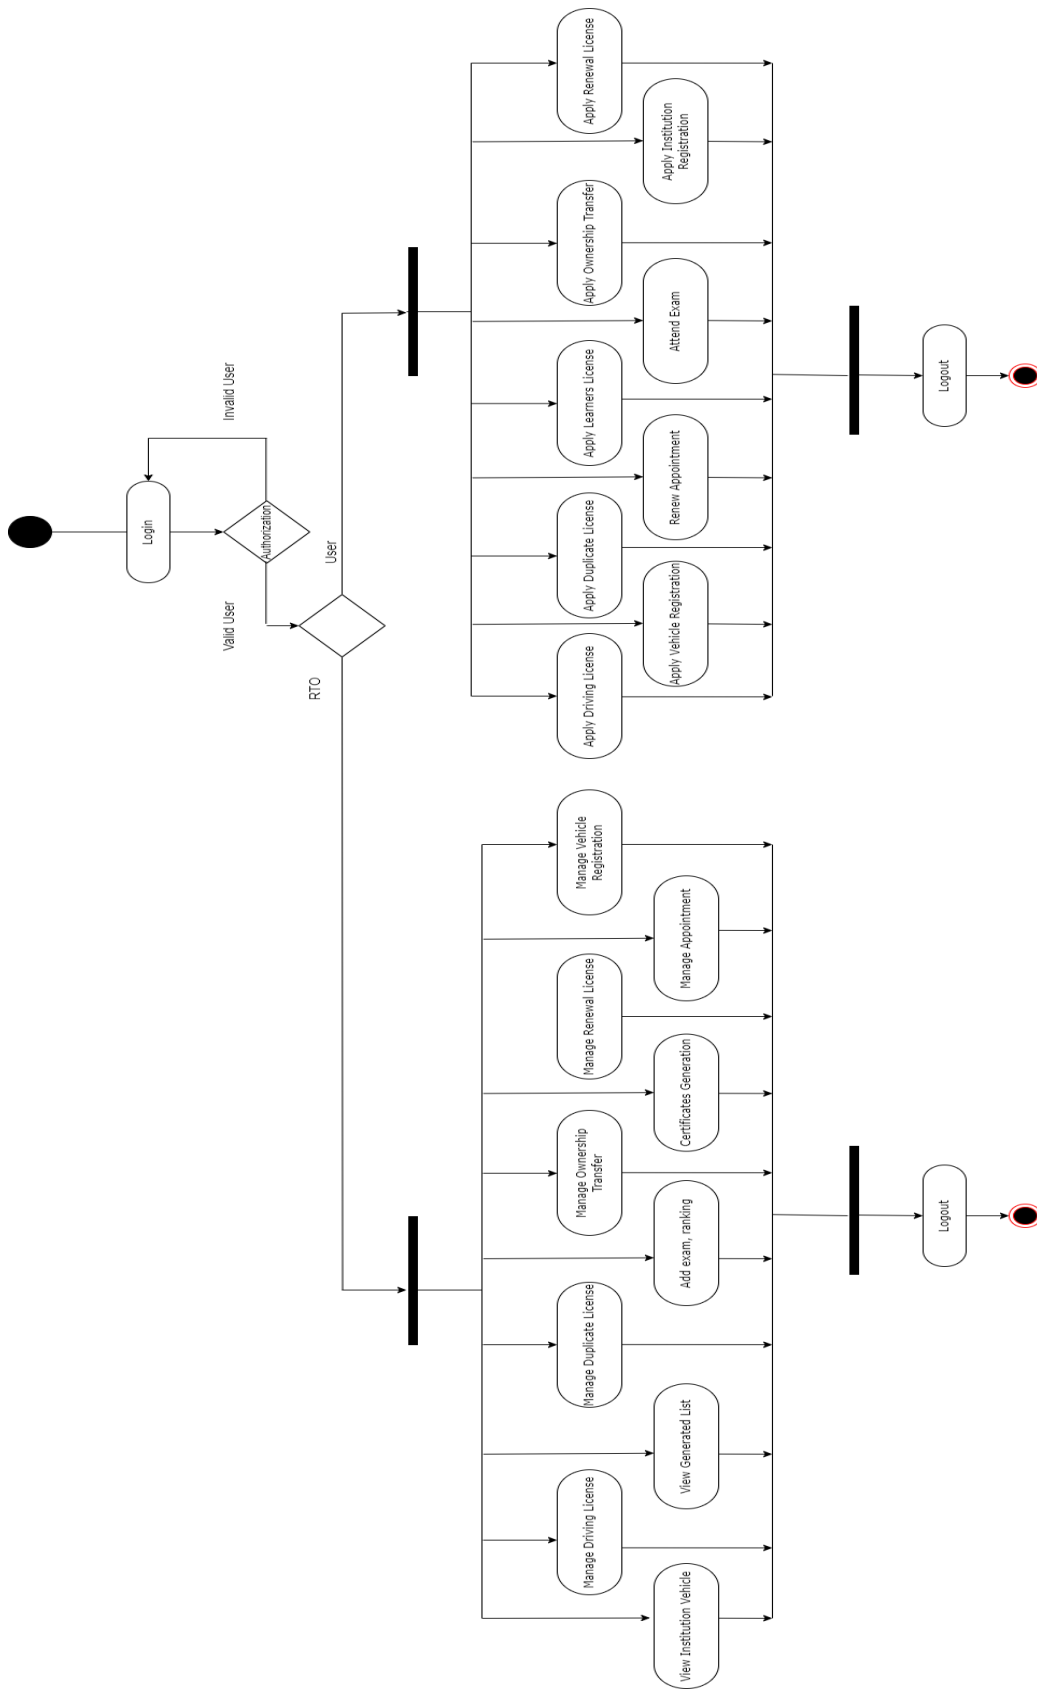 Login
Valid User
Invalid User
Authorization
RTO
User
Manage Driving License
Manage Duplicate License
Manage Ownership
Transfer
Manage Renewal License
Manage Vehicle
Registration
Apply Driving License
Apply Duplicate License
Apply Learners License
Apply Ownership Transfer
Apply Renewal License
View Institution Vehicle
View Generated List
Add exam, ranking
Certificates Generation
Manage Appointment
Apply Vehicle Registration
Renew Appointment
Attend Exam
Apply Institution
Registration
Logout
Logout